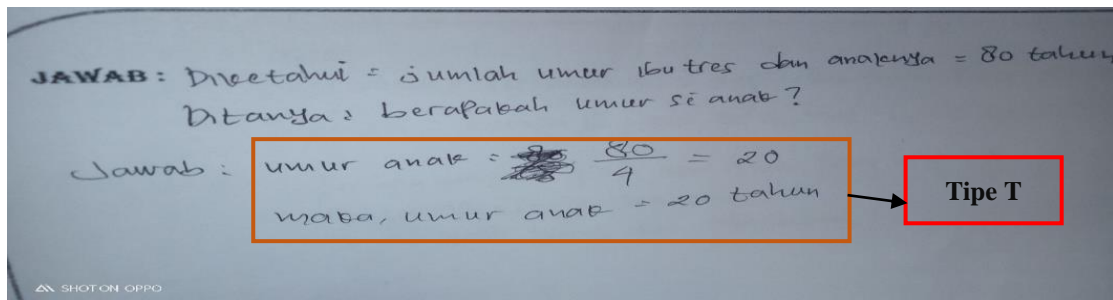 JAWAB: Diketahui = jumlah umur ibu tres dan anaknya = 80 tahun
Ditanya: berapakah umur si anak?
Jawab: umur anak = 80/4 = 20
maka, umur anak = 20 tahun
Tipe T
SHOT ON OPPO